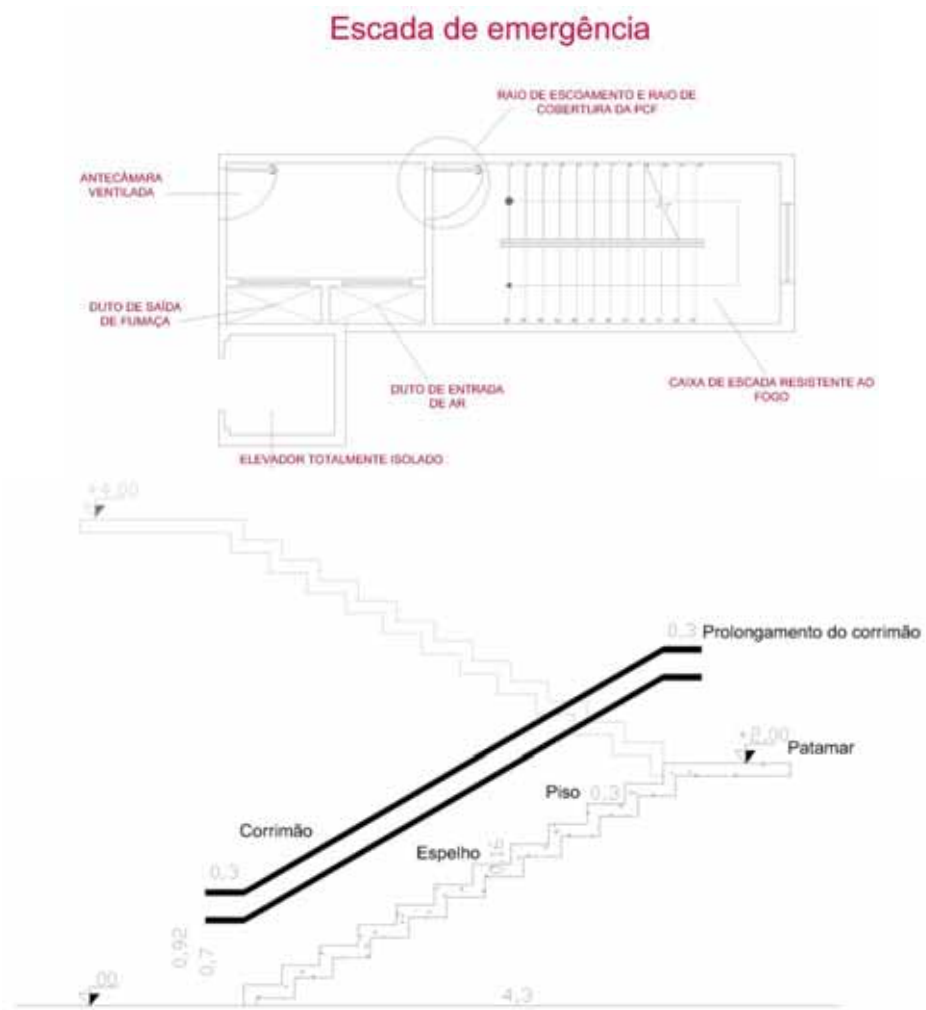 Escada de emergência
RAIO DE ESCOAMENTO E RAIO DE
COBERTURA DA PCF
ANTECÂMARA
VENTILADA
DUTO DE SAÍDA
DE FUMAÇA
DUTO DE ENTRADA
DE AR
CAIXA DE ESCADA RESISTENTE AO
FOGO
ELEVADOR TOTALMENTE ISOLADO
+4,00
0,3 Prolongamento do corrimão
+2,00
Patamar
Piso 0,3
Corrimão
Espelho
0,3
0,92
0,7
,00
4,3